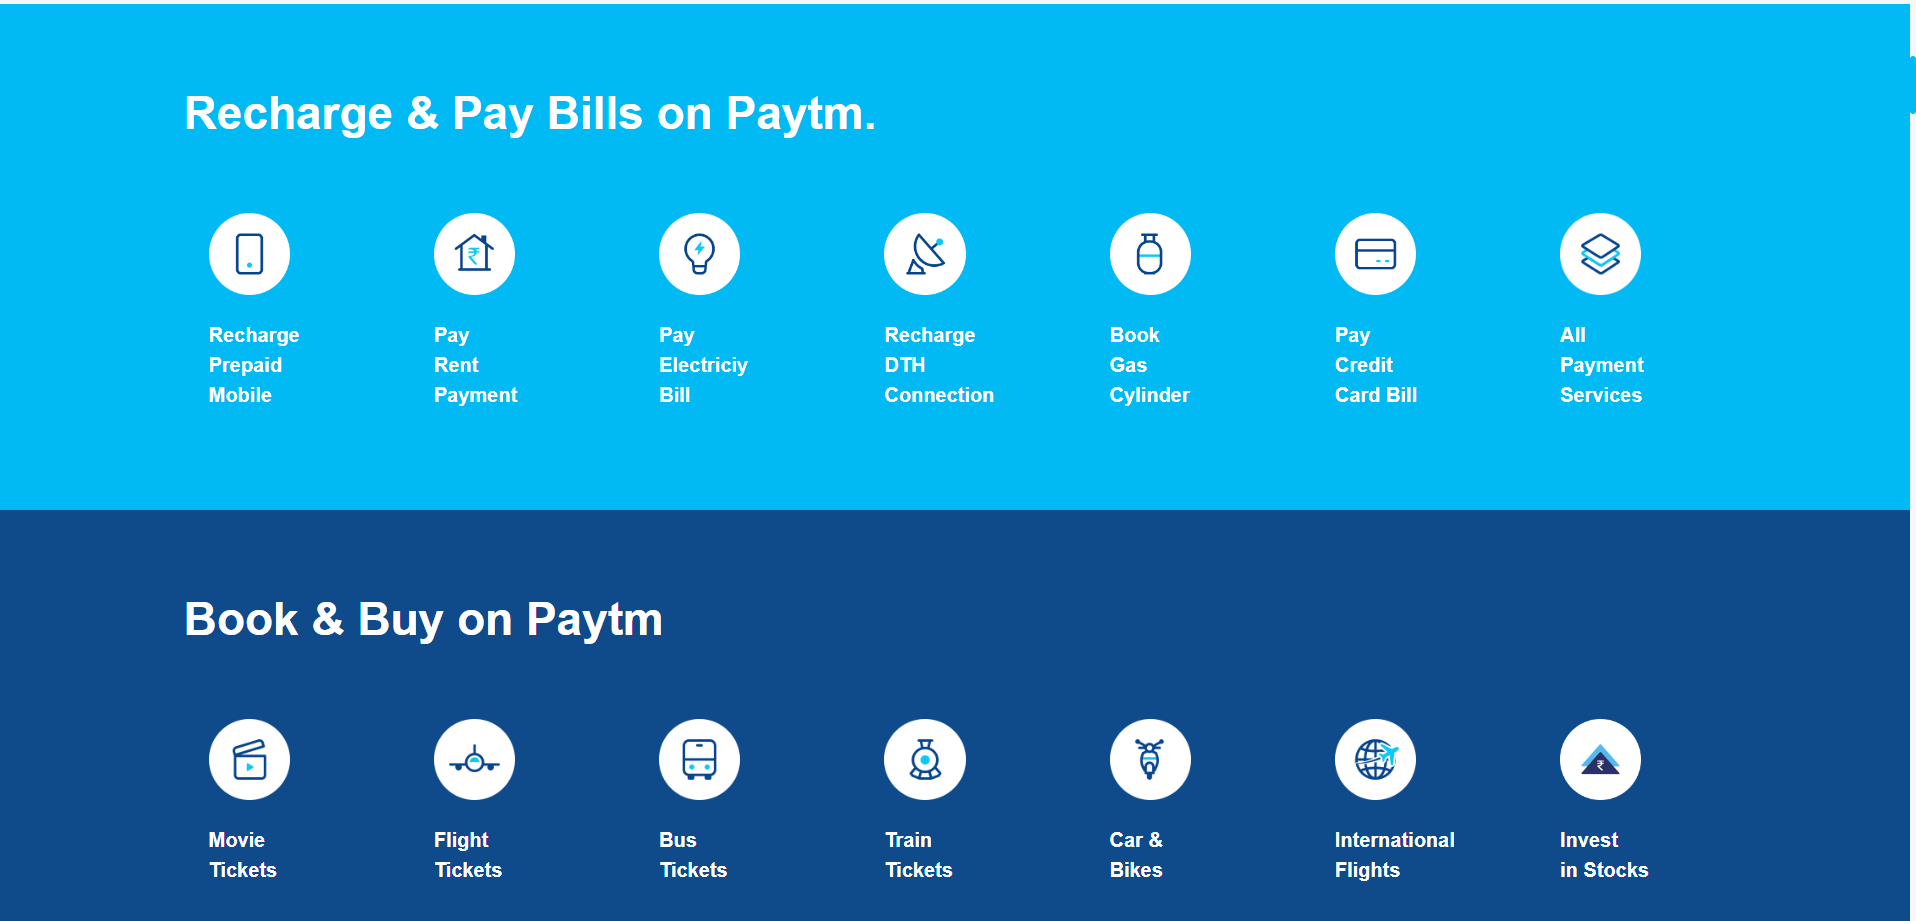 Recharge & Pay Bills on Paytm.
Recharge
Prepaid
Mobile
Pay
Rent
Payment
Pay
Electriciy
Bill
Recharge
DTH
Connection
Book
Gas
Cylinder
Pay
Credit
Card Bill
All
Payment
Services
Book & Buy on Paytm
Movie
Tickets
Flight
Tickets
Bus
Tickets
Train
Tickets
Car &
Bikes
International
Flights
Invest
in Stocks